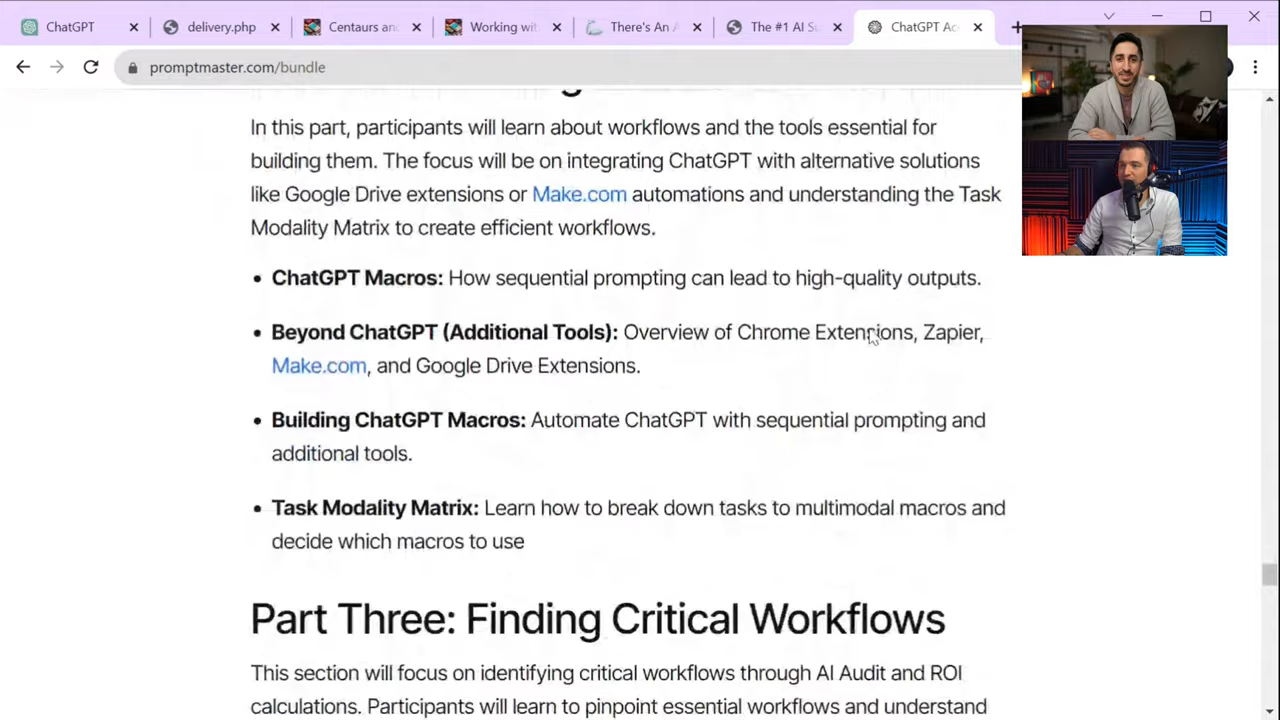 ChatGPT
delivery.php
Centaurs an
Working wit
There's An A
The #1 AI Su
ChatGPT Ac
promptmaster.com/bundle
In this part, participants will learn about workflows and the tools essential for
building them. The focus will be on integrating ChatGPT with alternative solutions
like Google Drive extensions or Make.com automations and understanding the Task
Modality Matrix to create efficient workflows.
• ChatGPT Macros: How sequential prompting can lead to high-quality outputs.
• Beyond ChatGPT (Additional Tools): Overview of Chrome Extensions, Zapier,
Make.com, and Google Drive Extensions.
• Building ChatGPT Macros: Automate ChatGPT with sequential prompting and
additional tools.
• Task Modality Matrix: Learn how to break down tasks to multimodal macros and
decide which macros to use
Part Three: Finding Critical Workflows
This section will focus on identifying critical workflows through AI Audit and ROI
calculations. Participants will learn to pinpoint essential workflows and understand